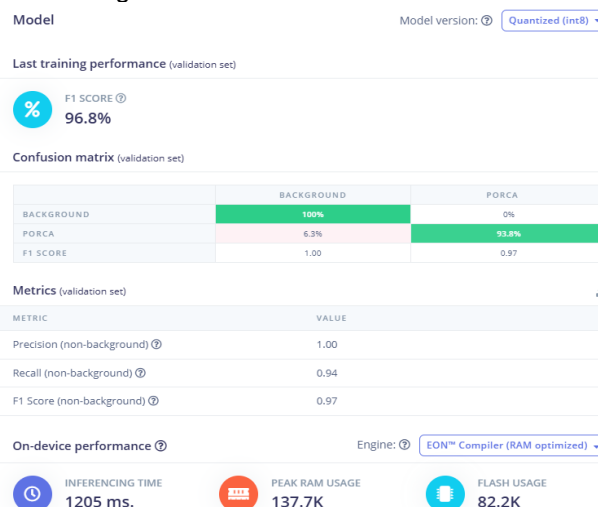 Model Model version: Quantized (int8)
Last training performance (validation set)
F1 SCORE
% 96.8%
Confusion matrix (validation set)
BACKGROUND PORCA
BACKGROUND 100% 0%
PORCA 6.3% 93.8%
F1 SCORE 1.00 0.97
Metrics (validation set)
METRIC VALUE
Precision (non-background) ? 1.00
Recall (non-background) ? 0.94
F1 Score (non-background) ? 0.97
On-device performance ? Engine: ? EON™ Compiler (RAM optimized)
INFERENCING TIME PEAK RAM USAGE FLASH USAGE
1205 ms. 137.7K 82.2K